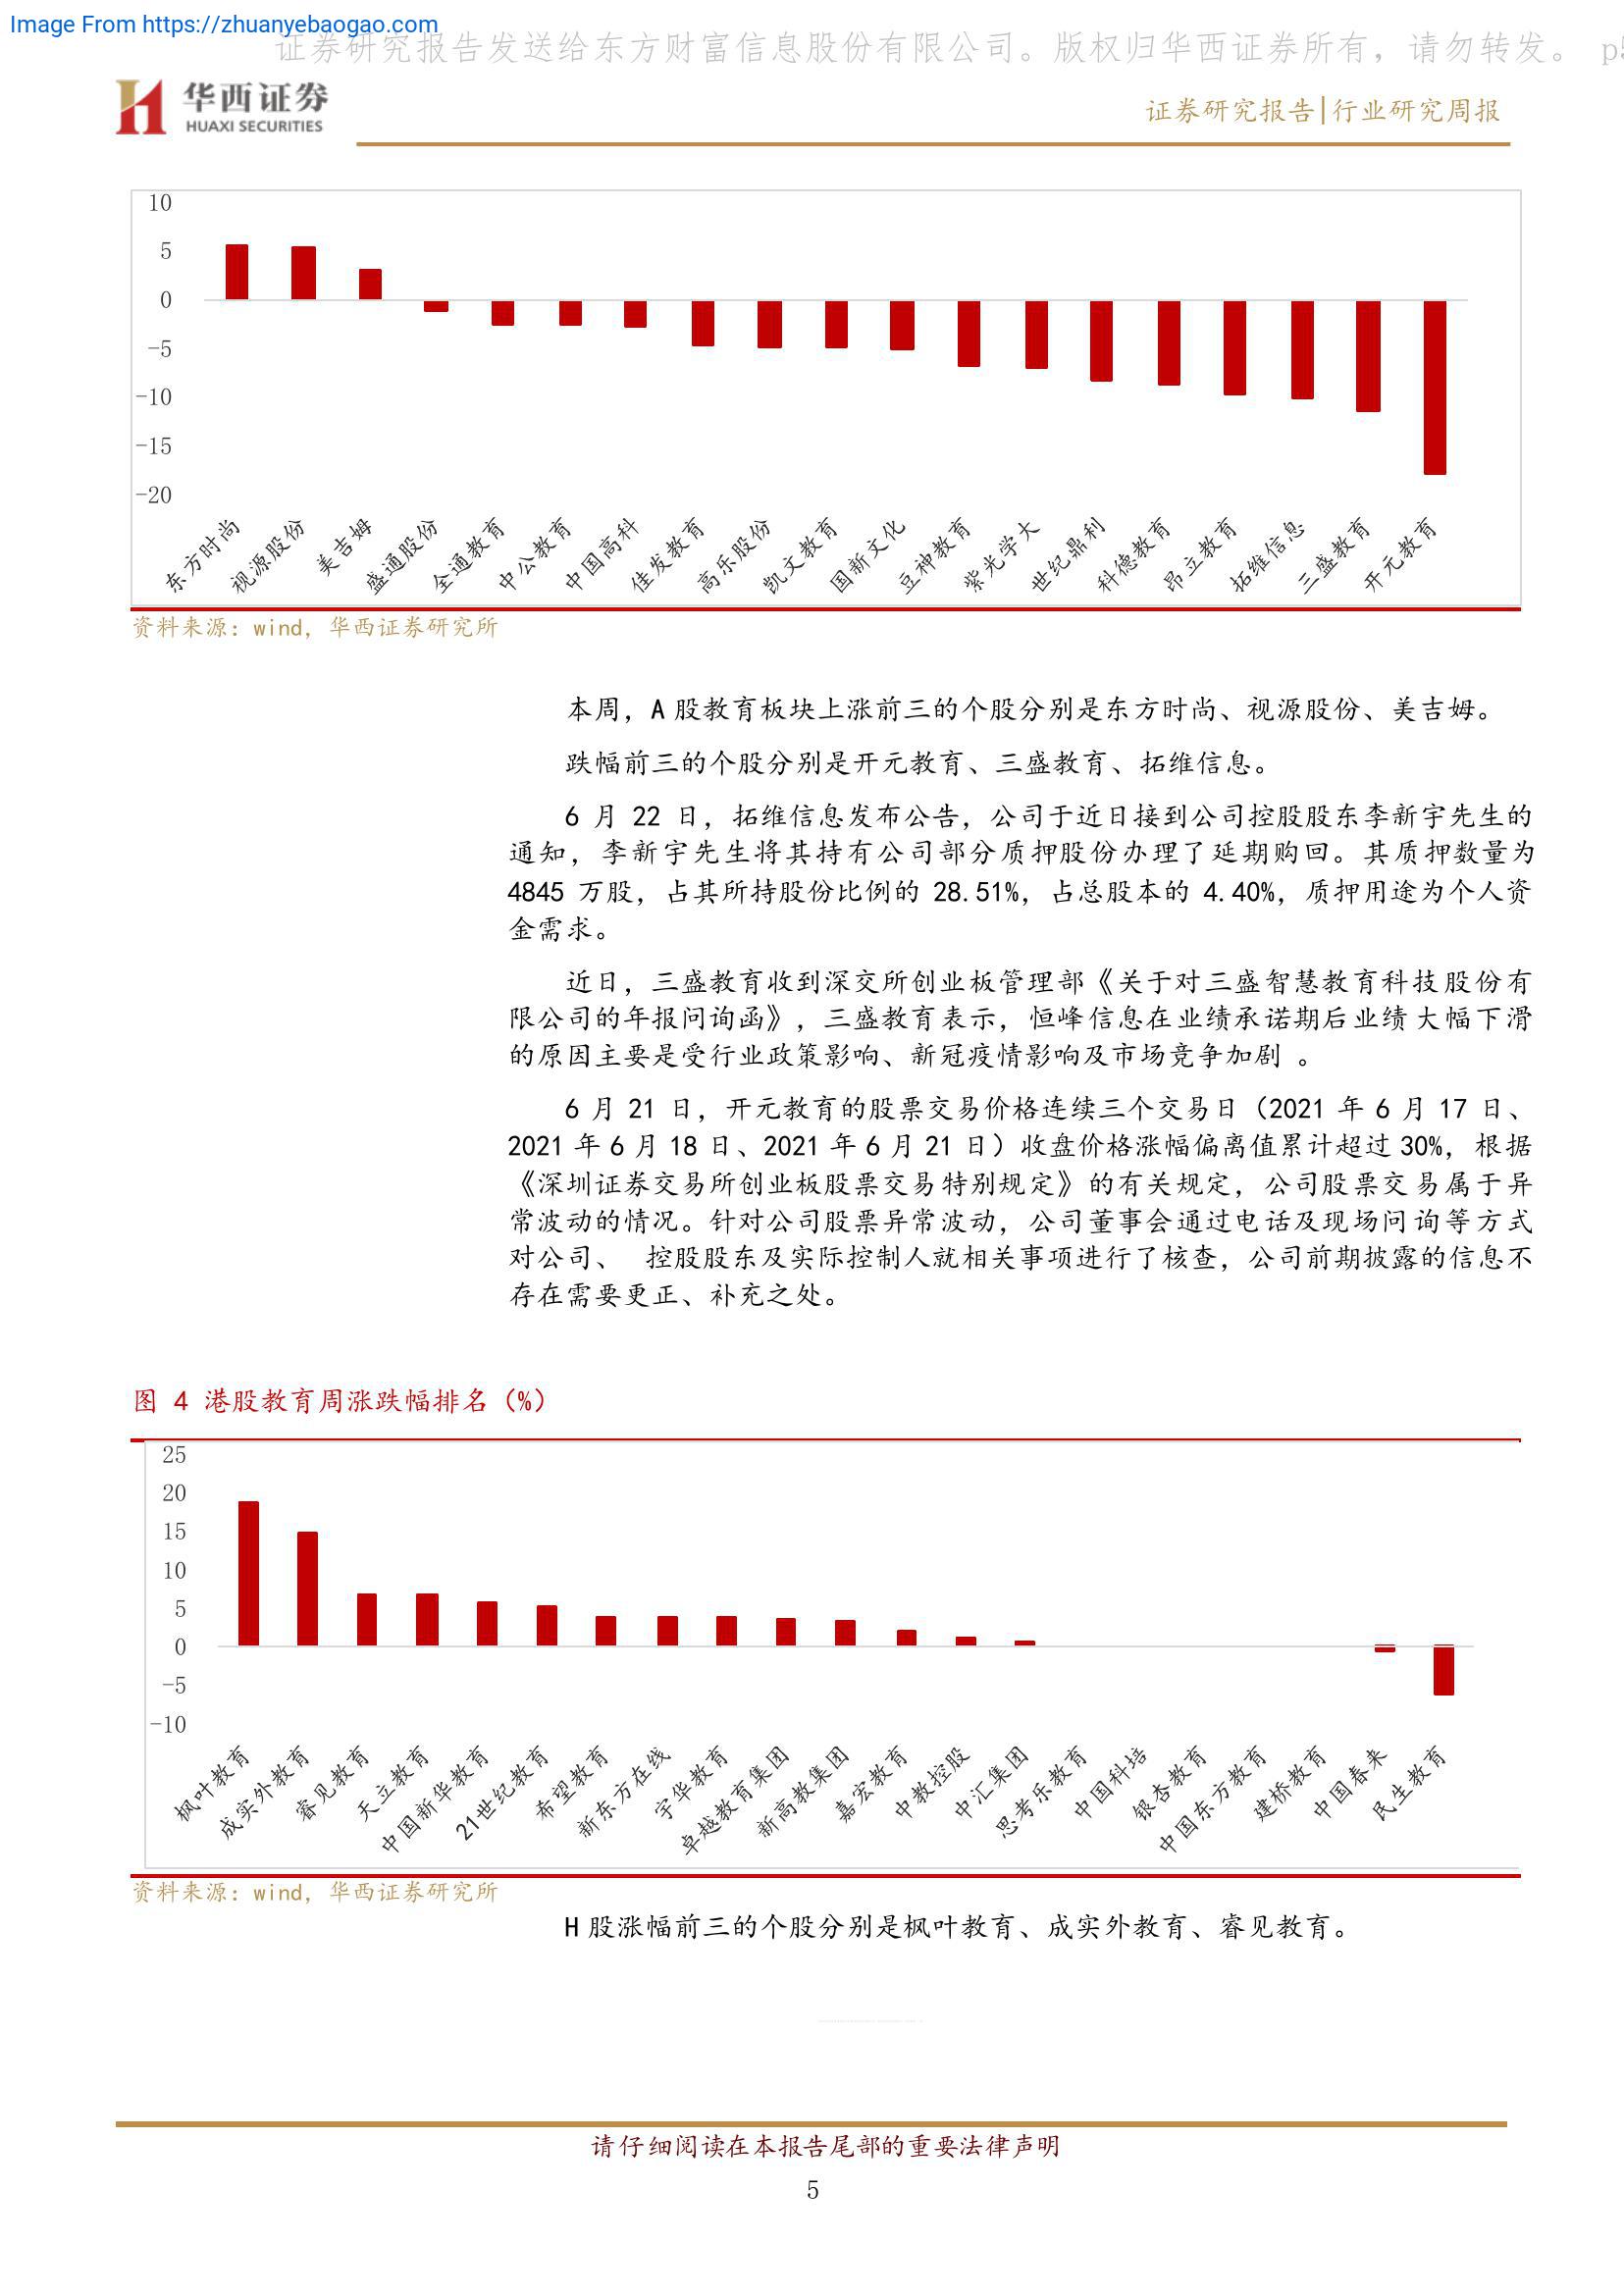 Image From https://zhuanyebaogao.com
证券研究报告发送给东方财富信息股份有限公司。版权归华西证券所有，请勿转发。 p5
华西证券
HUAXI SECURITIES
证券研究报告|行业研究周报
10
5
0
-5
-10
-15
-20
东方时尚
视源股份
美吉姆
盛通股份
全通教育
中公教育
中国高科
佳发教育
高乐股份
凯文教育
国新文化
豆神教育
紫光学大
世纪鼎利
科德教育
昂立教育
拓维信息
三盛教育
开元教育
资料来源：wind，华西证券研究所
本周，A 股教育板块上涨前三的个股分别是东方时尚、视源股份、美吉姆。
跌幅前三的个股分别是开元教育、三盛教育、拓维信息。
6 月 22 日，拓维信息发布公告，公司于近日接到公司控股股东李新宇先生的
通知，李新宇先生将其持有公司部分质押股份办理了延期购回。其质押数量为
4845 万股，占其所持股份比例的 28.51%，占总股本的 4.40%，质押用途为个人资
金需求。
近日，三盛教育收到深交所创业板管理部《关于对三盛智慧教育科技股份有
限公司的年报问询函》，三盛教育表示，恒峰信息在业绩承诺期后业绩大幅下滑
的原因主要是受行业政策影响、新冠疫情影响及市场竞争加剧 。
6 月 21 日，开元教育的股票交易价格连续三个交易日（2021 年 6 月 17 日、
2021 年 6 月 18 日、2021 年 6 月 21 日）收盘价格涨幅偏离值累计超过 30%，根据
《深圳证券交易所创业板股票交易特别规定》的有关规定，公司股票交易属于异
常波动的情况。针对公司股票异常波动，公司董事会通过电话及现场问询等方式
对公司、 控股股东及实际控制人就相关事项进行了核查，公司前期披露的信息不
存在需要更正、补充之处。
图 4 港股教育周涨跌幅排名（%）
25
20
15
10
5
0
-5
-10
枫叶教育
成实外教育
睿见教育
天立教育
中国新华教育
21世纪教育
希望教育
新东方在线
宇华教育
卓越教育集团
新高教集团
嘉宏教育
中教控股
中汇集团
思考乐教育
中国科培
银杏教育
中国东方教育
建桥教育
中国春来
民生教育
资料来源：wind，华西证券研究所
H 股涨幅前三的个股分别是枫叶教育、成实外教育、睿见教育。
请仔细阅读在本报告尾部的重要法律声明
5